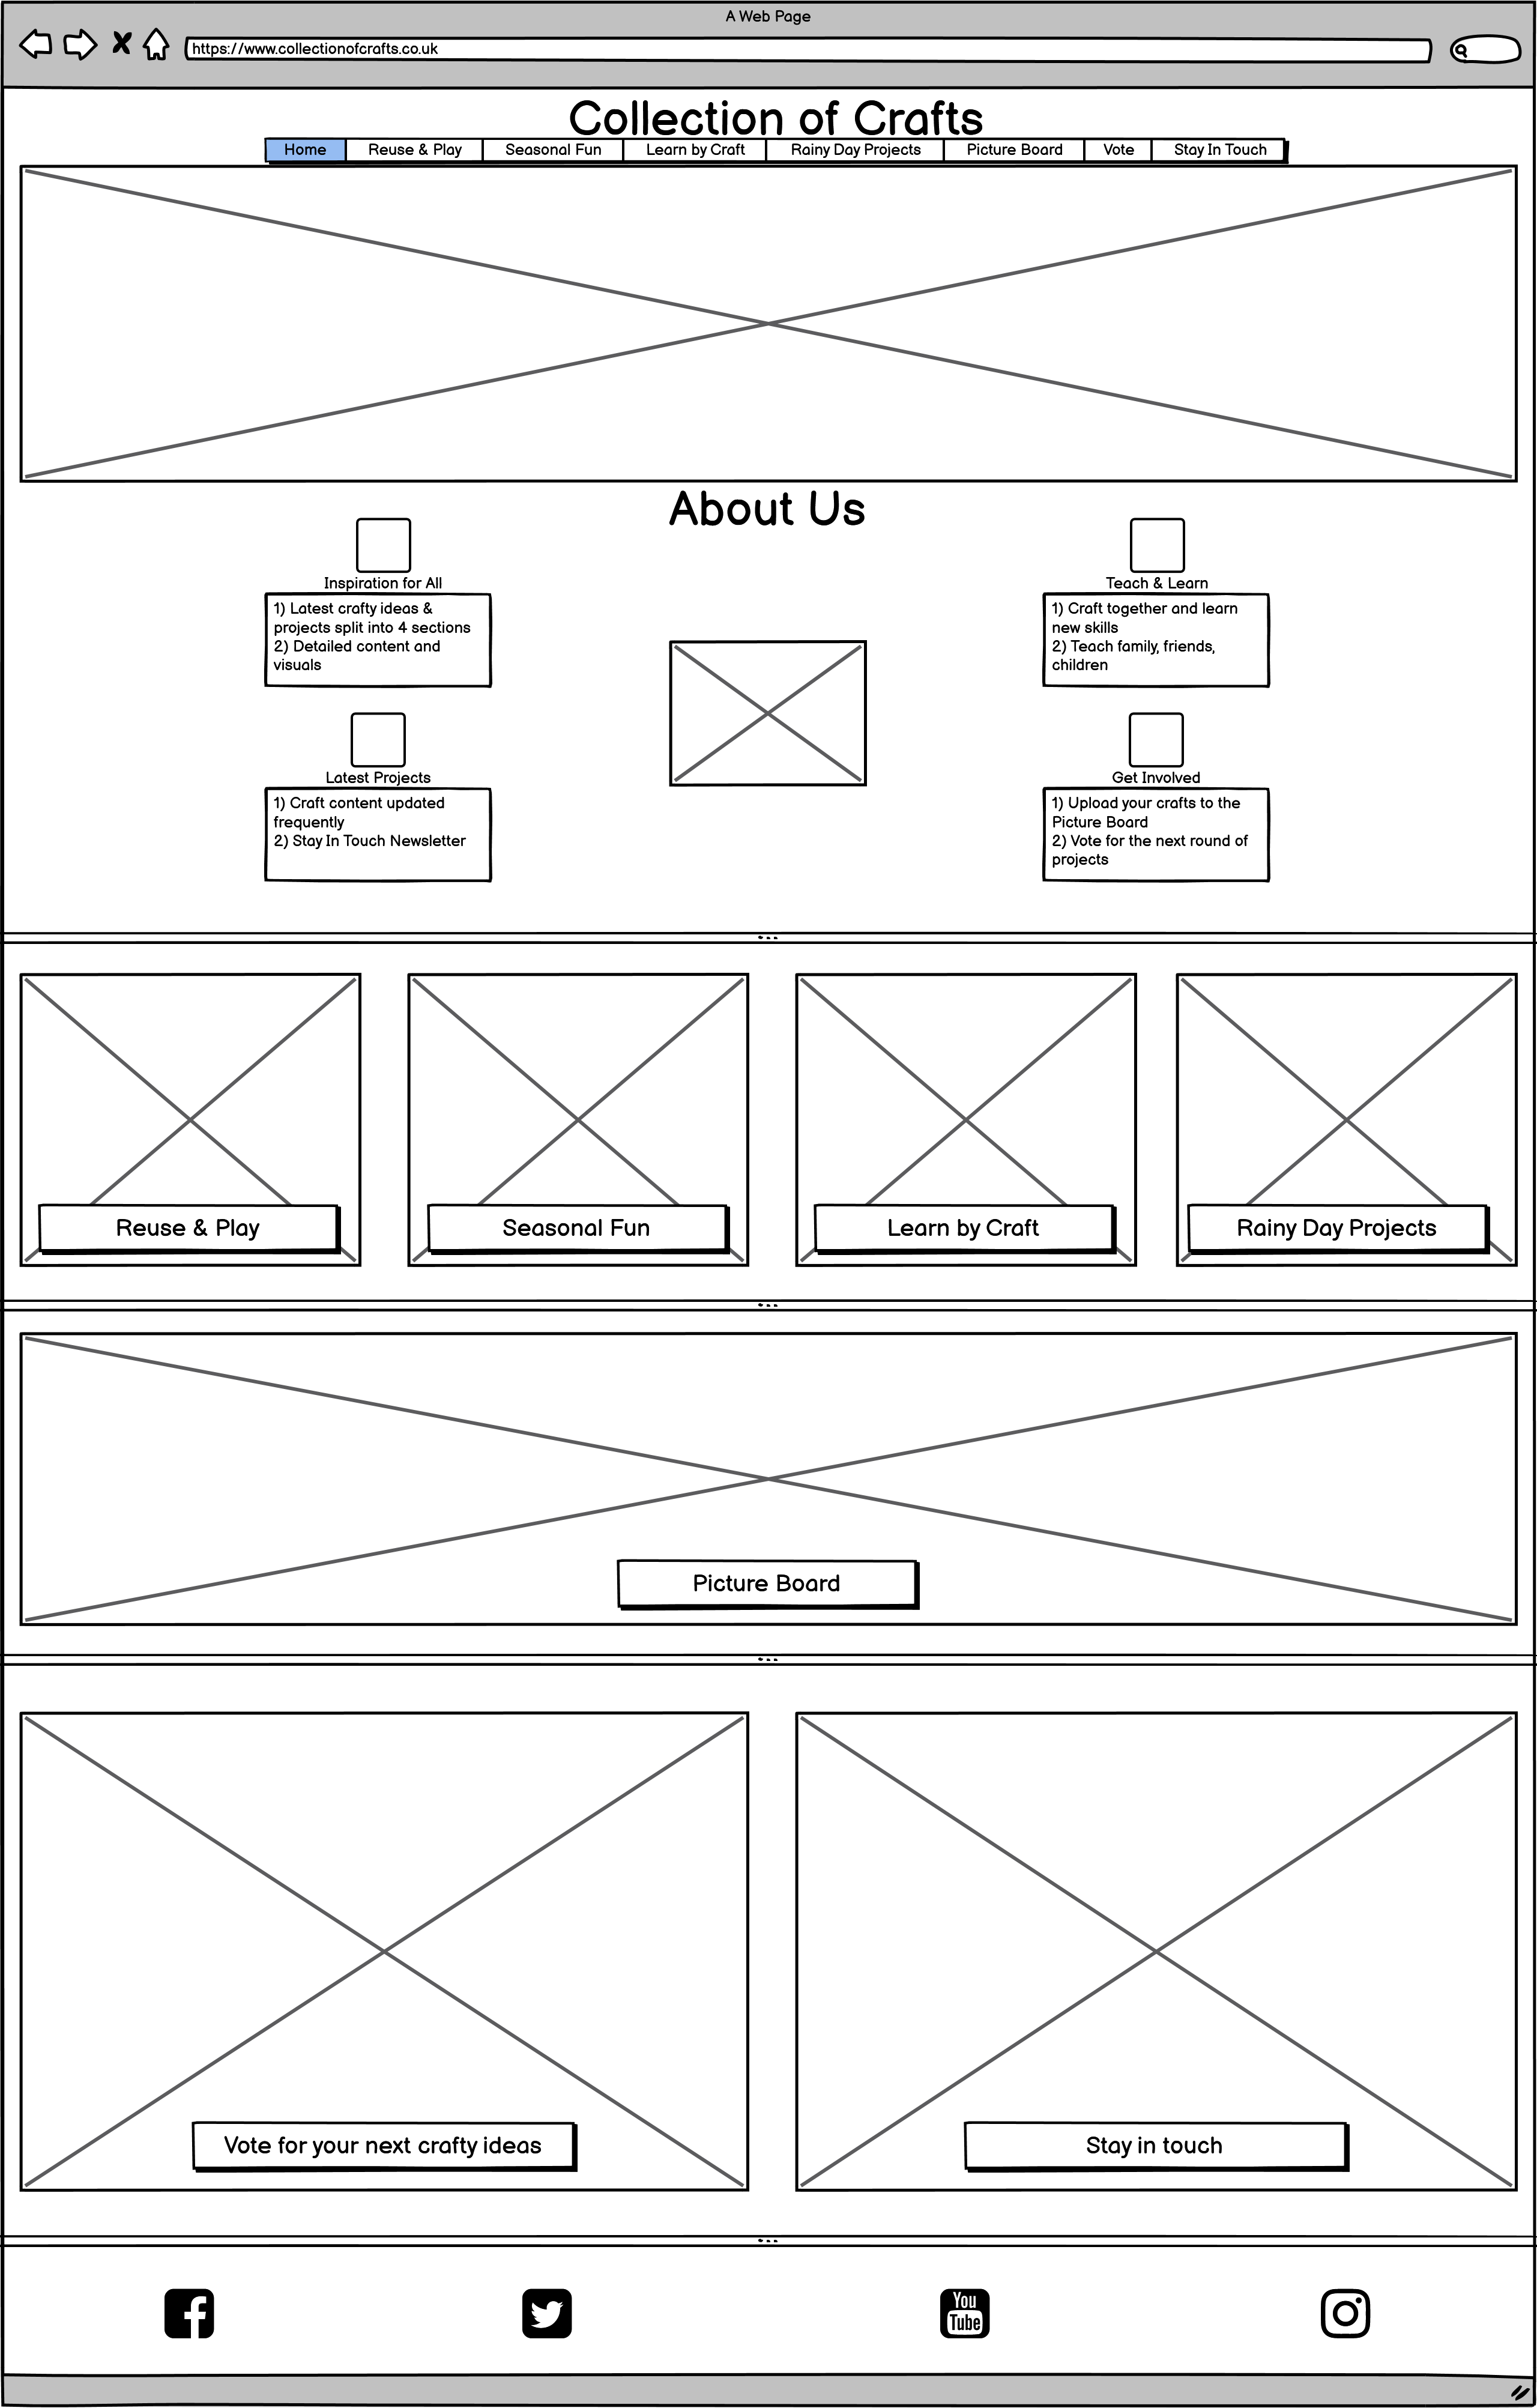 A Web Page
https://www.collectionofcrafts.co.uk
Collection of Crafts
Home Reuse & Play Seasonal Fun Learn by Craft Rainy Day Projects Picture Board Vote Stay In Touch
About Us
Inspiration for All
1) Latest crafty ideas &
projects split into 4 sections
2) Detailed content and
visuals
Teach & Learn
1) Craft together and learn
new skills
2) Teach family, friends,
children
Latest Projects
1) Craft content updated
frequently
2) Stay In Touch Newsletter
Get Involved
1) Upload your crafts to the
Picture Board
2) Vote for the next round of
projects
Reuse & Play
Seasonal Fun
Learn by Craft
Rainy Day Projects
Picture Board
Vote for your next crafty ideas
Stay in touch
You
Tube